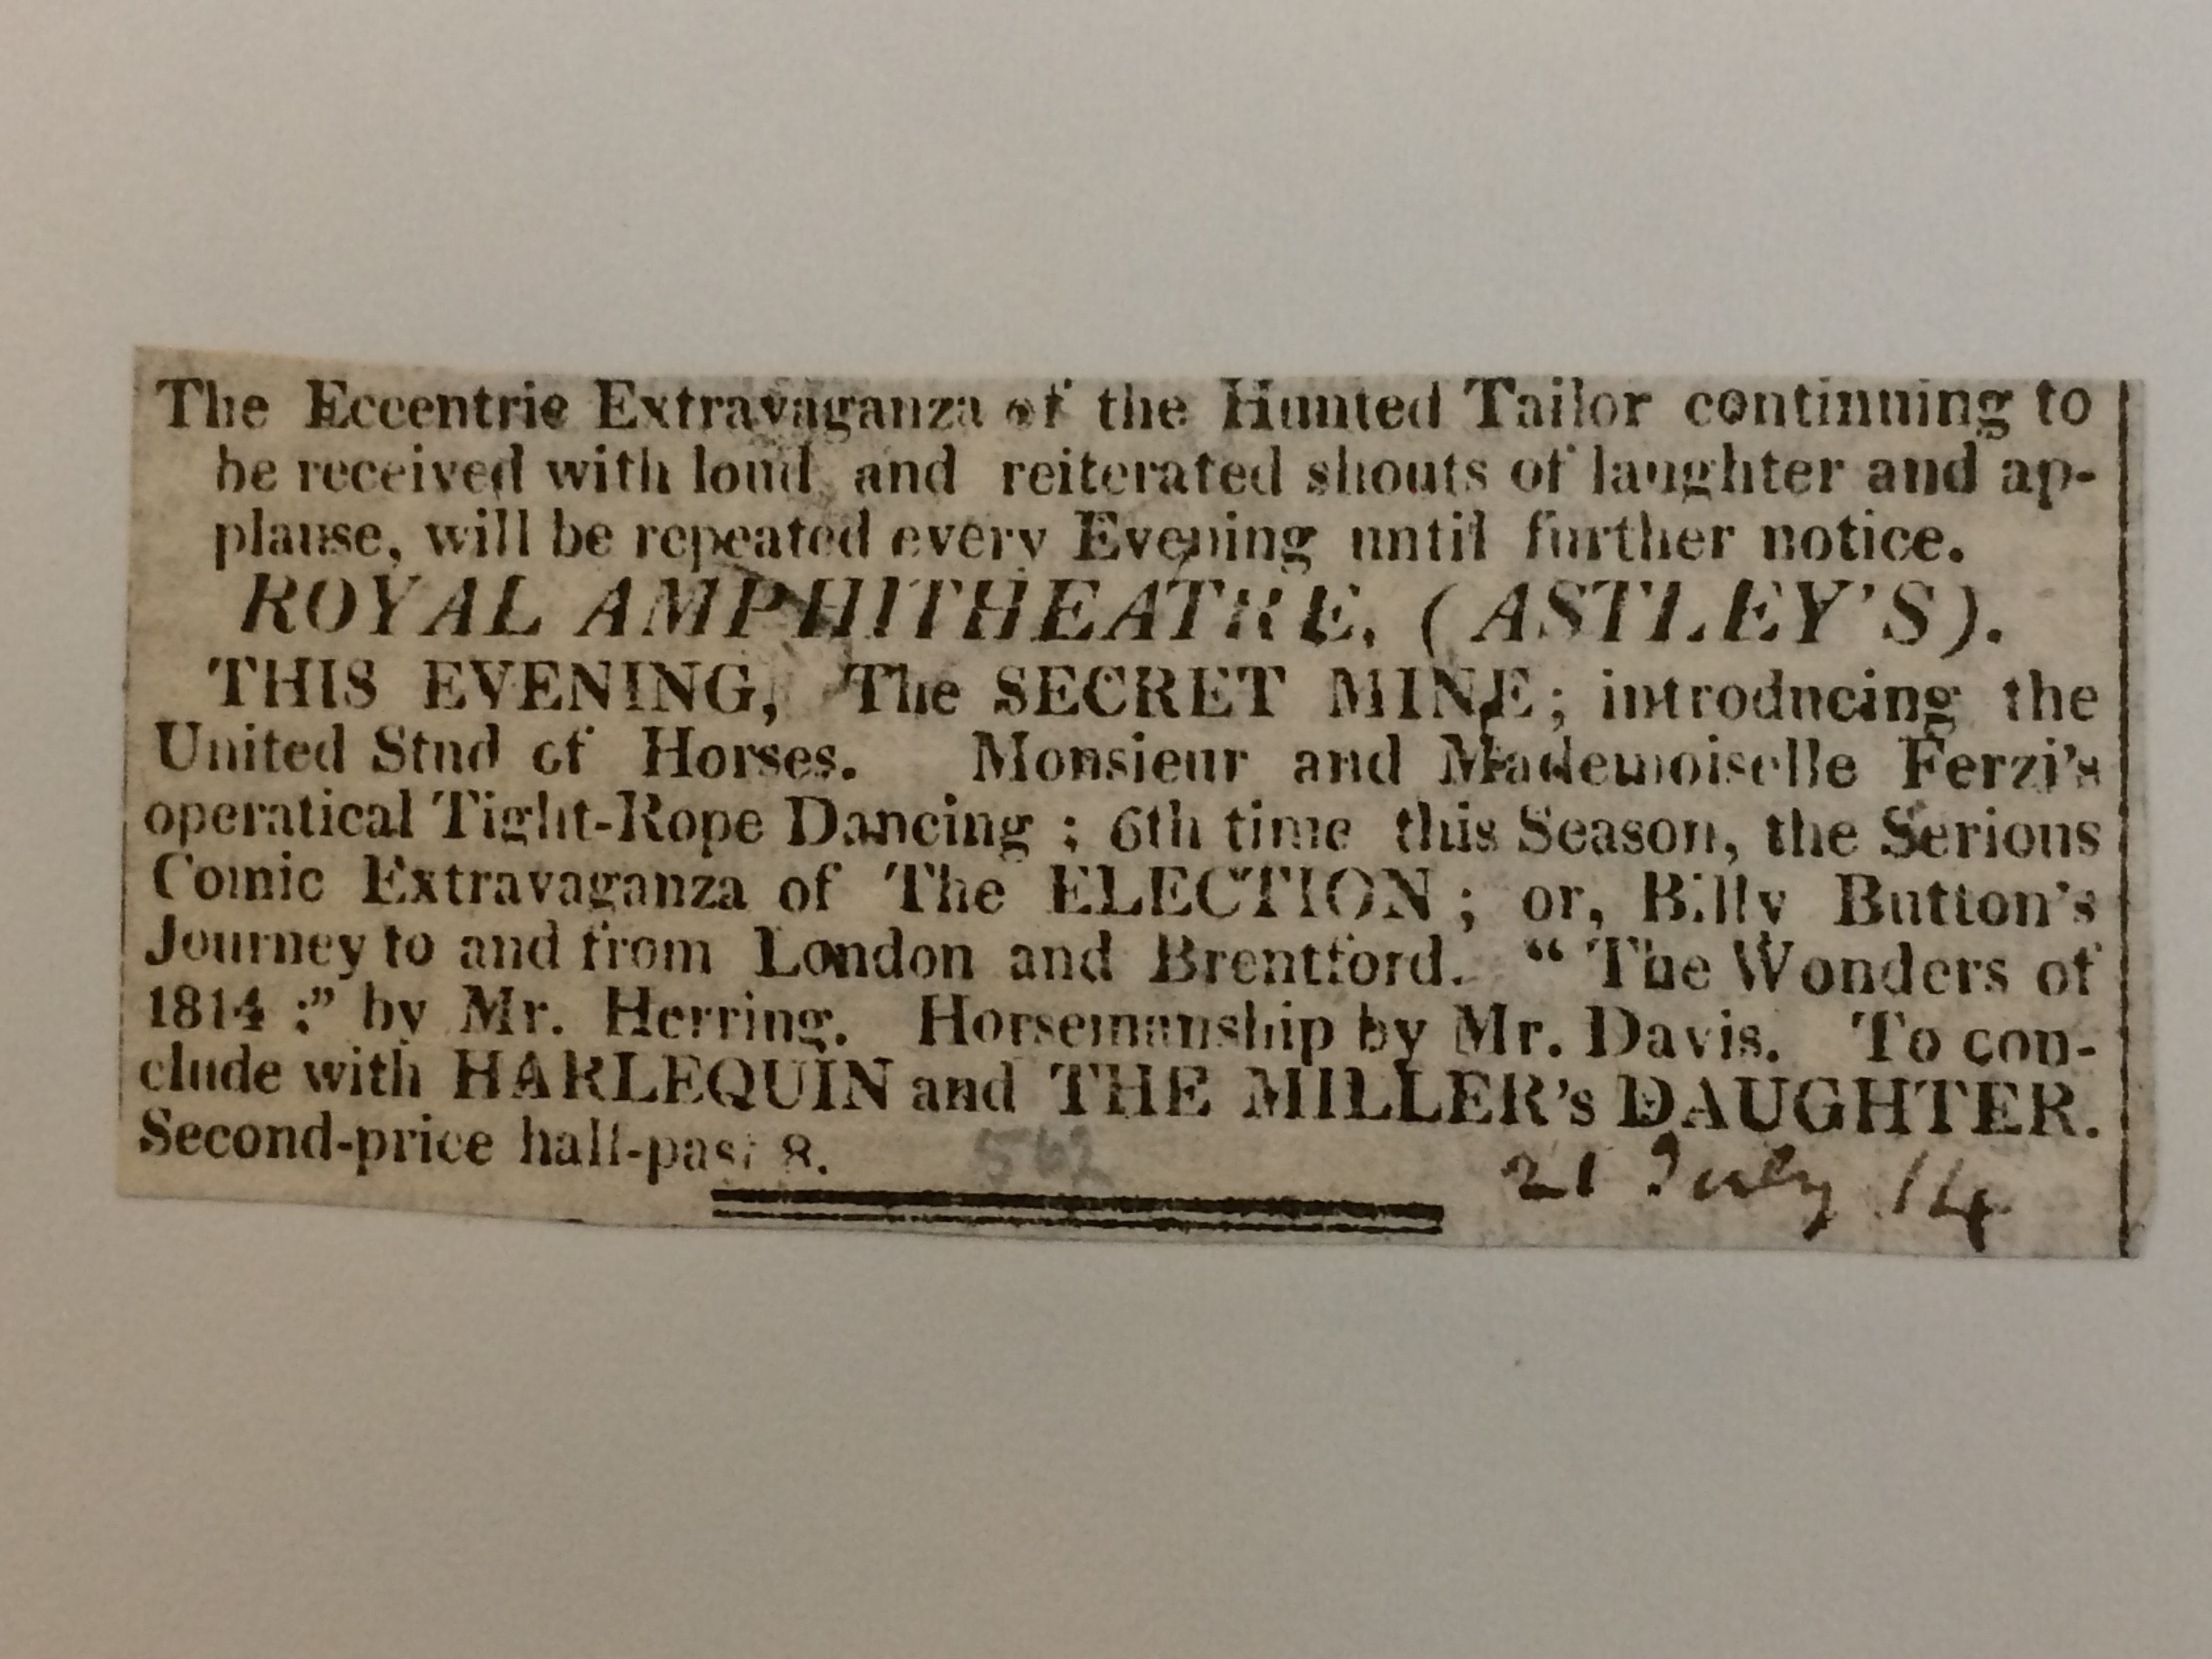 The Eccentric Extravaganza of the Hunted Tailor continuing to
be received with loud and reiterated shouts of laughter and ap-
plause, will be repeated every Evening until further notice.
ROYAL AMPHITHEATRE, (ASTLEY'S).
THIS EVENING, The SECRET MINE; introducing the
United Stud of Horses. Monsieur and Mademoiselle Ferzi's
operatical Tight-Rope Dancing; 6th time this Season, the Serious
Comic Extravaganza of The ELECTION; or, Billy Button's
Journey to and from London and Brentford. "The Wonders of
1814;" by Mr. Herring. Horsemanship by Mr. Davis. To con-
clude with HARLEQUIN and THE MILLER's DAUGHTER.
Second-price half-past 8.
562
21 July 14